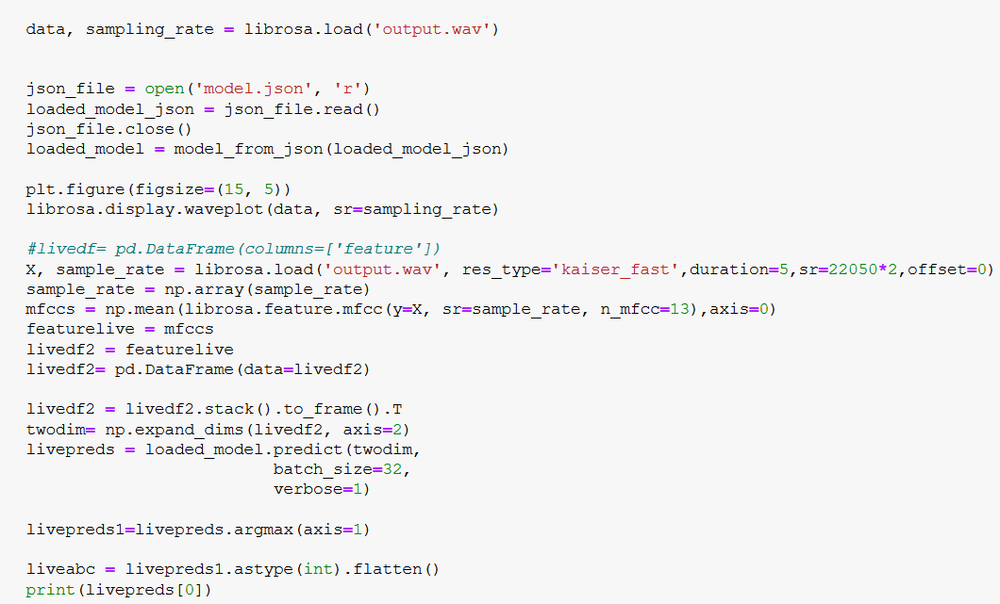 data, sampling_rate = librosa.load('output.wav')
json_file = open('model.json', 'r')
loaded_model_json = json_file.read()
json_file.close()
loaded_model = model_from_json(loaded_model_json)
plt.figure(figsize=(15, 5))
librosa.display.waveplot(data, sr=sampling_rate)
#livedf= pd.DataFrame(columns=['feature'])
X, sample_rate = librosa.load('output.wav', res_type='kaiser_fast',duration=5,sr=22050*2,offset=0)
sample_rate = np.array(sample_rate)
mfccs = np.mean(librosa.feature.mfcc(y=X, sr=sample_rate, n_mfcc=13),axis=0)
featurelive = mfccs
livedf2 = featurelive
livedf2= pd.DataFrame(data=livedf2)
livedf2 = livedf2.stack().to_frame().T
twodim= np.expand_dims(livedf2, axis=2)
livepreds = loaded_model.predict(twodim,
                         batch_size=32,
                         verbose=1)
livepreds1=livepreds.argmax(axis=1)
liveabc = livepreds1.astype(int).flatten()
print(livepreds[0])